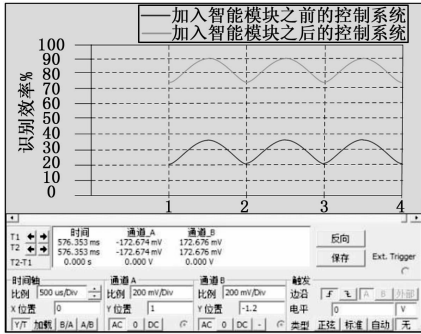 加入智能模块之前的控制系统
加入智能模块之后的控制系统
识别效率%
100
90
80
70
60
50
40
30
20
10
0
1 2 3 4
时间 通道_A 通道_B
T1 576.353 ms -172.674 mV 172.676 mV
T2 576.353 ms -172.674 mV 172.676 mV
T2-T1 0.000 s 0.000 V 0.000 V
反向
保存 Ext. Trigger
时间轴 通道A 通道B 触发
比例 500 us/Div 比例 200 mV/Div 比例 200 mV/Div 边沿 A B 外部
X 位置 0 Y 位置 1 Y 位置 -1.2 电平 0 V
Y/T 加载 B/A A/B AC 0 DC AC 0 DC - 类型 正弦 标准 自动 无